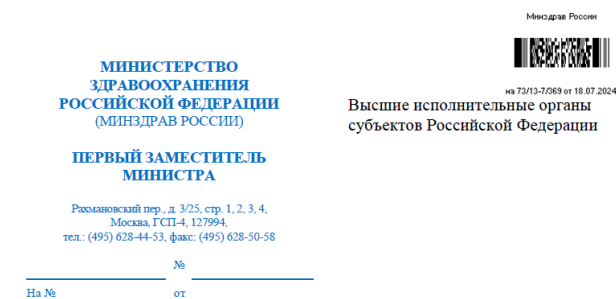 Минздрав России
на 73/13-7/369 от 18.07.2024
МИНИСТЕРСТВО
ЗДРАВООХРАНЕНИЯ
РОССИЙСКОЙ ФЕДЕРАЦИИ
(МИНЗДРАВ РОССИИ)
ПЕРВЫЙ ЗАМЕСТИТЕЛЬ
МИНИСТРА
Рахмановский пер., д. 3/25, стр. 1, 2, 3, 4,
Москва, ГСП-4, 127994,
тел.: (495) 628-44-53, факс: (495) 628-50-58
№
На № от
Высшие исполнительные органы
субъектов Российской Федерации